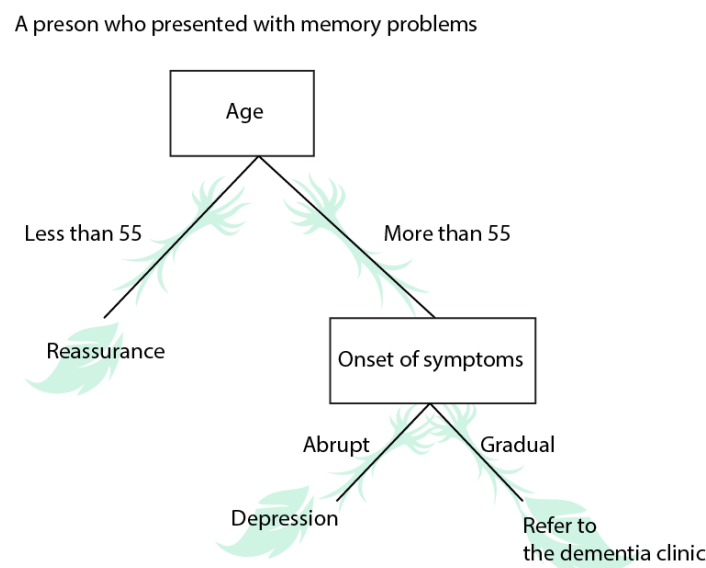 A preson who presented with memory problems
Age
Less than 55
More than 55
Reassurance
Onset of symptoms
Abrupt
Gradual
Depression
Refer to
the dementia clinic